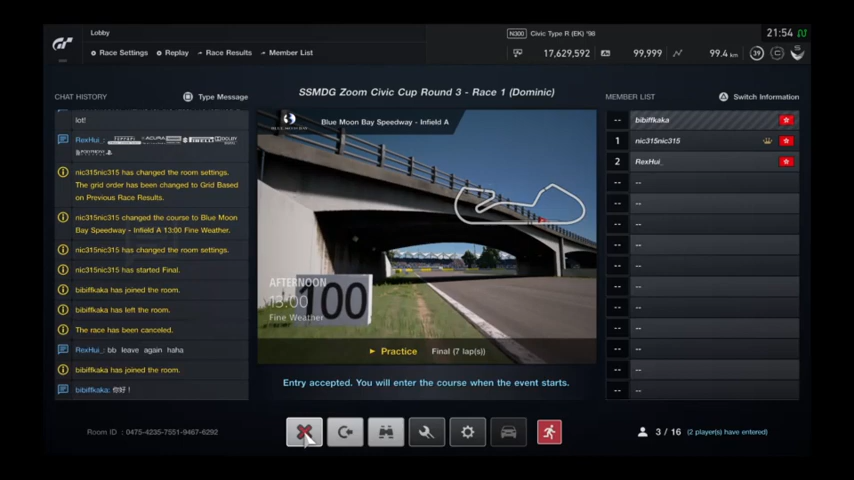 Lobby
N300 Civic Type R (EK) '98
21:54
Race Settings
Replay
Race Results
Member List
17,629,592
99,999
99.4 km
39
CHAT HISTORY
Type Message
SSMDG Zoom Civic Cup Round 3 - Race 1 (Dominic)
MEMBER LIST
Switch Information
lot!
RexHui_:
nic315nic315 has changed the room settings.
The grid order has been changed to Grid Based
on Previous Race Results.
nic315nic315 changed the course to Blue Moon
Bay Speedway - Infield A 13:00 Fine Weather.
nic315nic315 has changed the room settings.
nic315nic315 has started Final.
bibiffkaka has joined the room.
bibiffkaka has left the room.
The race has been canceled.
RexHui_: bb leave again haha
bibiffkaka has joined the room.
bibiffkaka: 你好！
Blue Moon Bay Speedway - Infield A
AFTERNOON
13:00
Fine Weather
100
Practice
Final (7 lap(s))
Entry accepted. You will enter the course when the event starts.
-- bibiffkaka
1 nic315nic315
2 RexHui_
-- --
-- --
-- --
-- --
-- --
-- --
-- --
-- --
-- --
-- --
-- --
Room ID : 0475-4235-7551-9467-6292
3 / 16 (2 player(s) have entered)